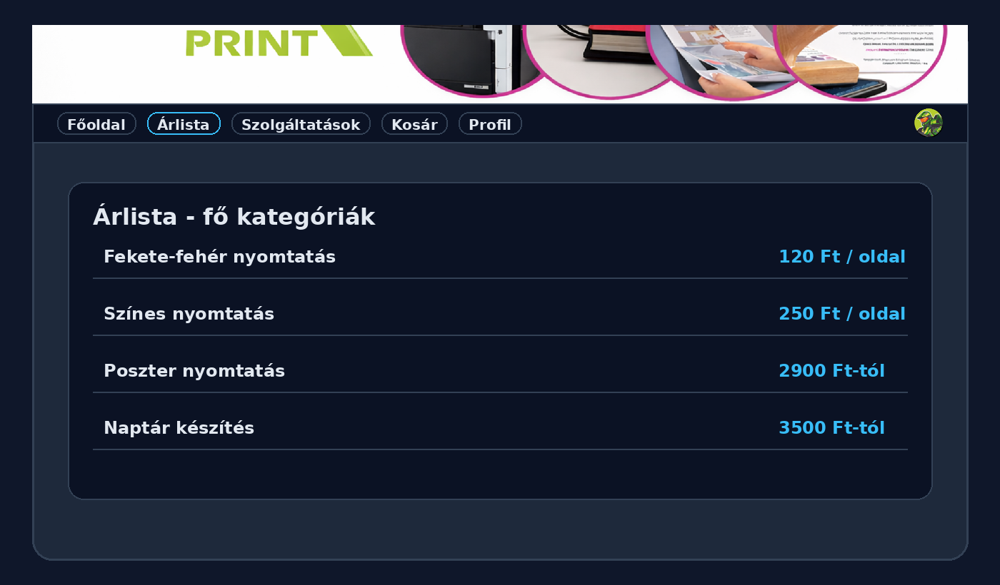 PRINT
Főoldal
Árlista
Szolgáltatások
Kosár
Profil
Árlista - fő kategóriák
Fekete-fehér nyomtatás 120 Ft / oldal
Színes nyomtatás 250 Ft / oldal
Poszter nyomtatás 2900 Ft-tól
Naptár készítés 3500 Ft-tól